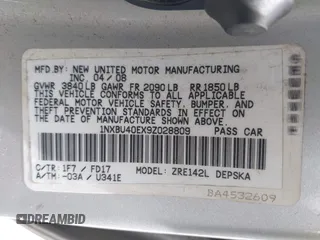 MFD.BY: NEW UNITED MOTOR MANUFACTURING
INC. 04/08
GVWR 3840LB GAWR FR 2090LB RR 1850LB
THIS VEHICLE CONFORMS TO ALL APPLICABLE
FEDERAL MOTOR VEHICLE SAFETY, BUMPER, AND
THEFT PREVENTION STANDARDS IN EFFECT ON
THE DATE OF MANUFACTURE SHOWN ABOVE.
1NXBU40EX9Z028809 PASS CAR
C/TR: 1F7 / FD17 MODEL: ZRE142L DEPSKA
A/TM: -03A / U341E
BA4532609
DREAMBID